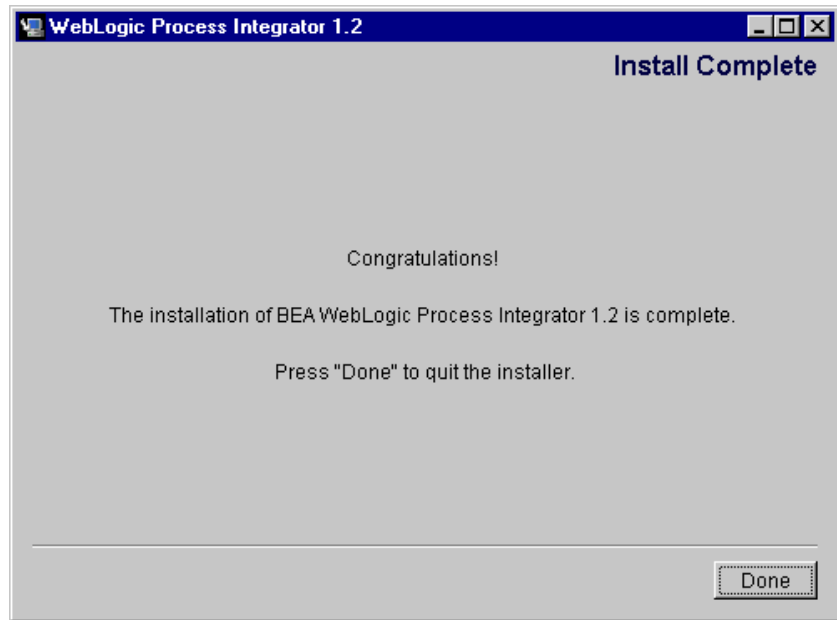 WebLogic Process Integrator 1.2
Install Complete
Congratulations!
The installation of BEA WebLogic Process Integrator 1.2 is complete.
Press "Done" to quit the installer.
Done